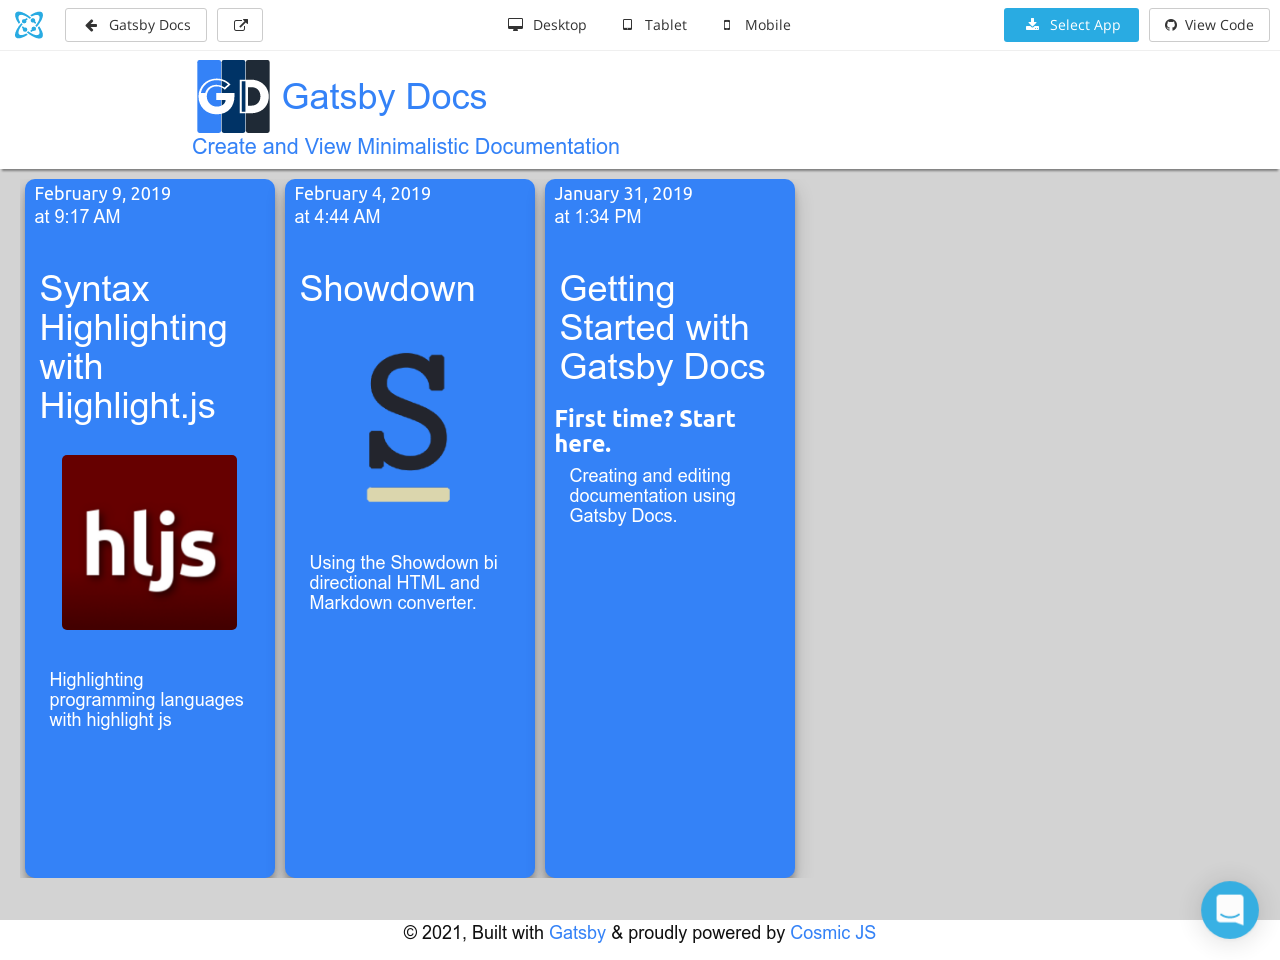 Gatsby Docs
Desktop
Tablet
Mobile
Select App
View Code
GD Gatsby Docs
Create and View Minimalistic Documentation
February 9, 2019
at 9:17 AM
Syntax
Highlighting
with
Highlight.js
hljs
Highlighting
programming languages
with highlight js
February 4, 2019
at 4:44 AM
Showdown
S
Using the Showdown bi
directional HTML and
Markdown converter.
January 31, 2019
at 1:34 PM
Getting
Started with
Gatsby Docs
First time? Start
here.
Creating and editing
documentation using
Gatsby Docs.
© 2021, Built with Gatsby & proudly powered by Cosmic JS